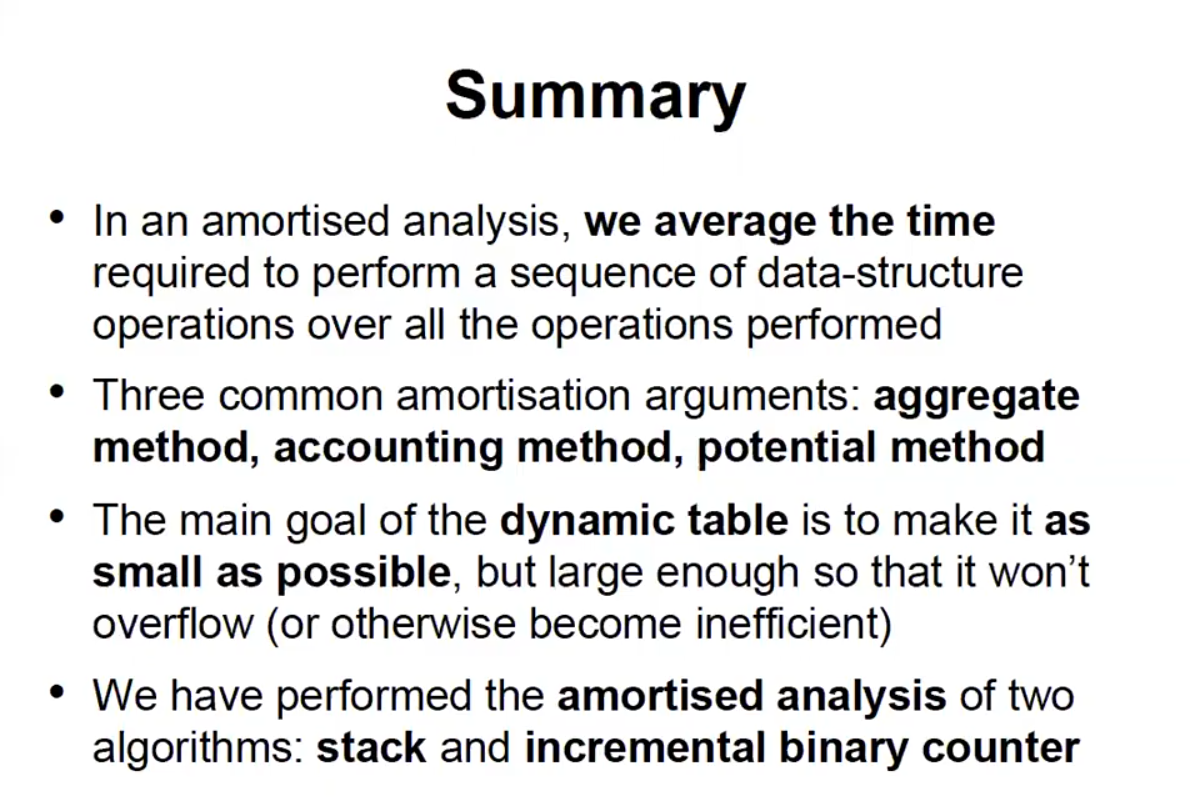 Summary
• In an amortised analysis, we average the time
required to perform a sequence of data-structure
operations over all the operations performed
• Three common amortisation arguments: aggregate
method, accounting method, potential method
• The main goal of the dynamic table is to make it as
small as possible, but large enough so that it won’t
overflow (or otherwise become inefficient)
• We have performed the amortised analysis of two
algorithms: stack and incremental binary counter